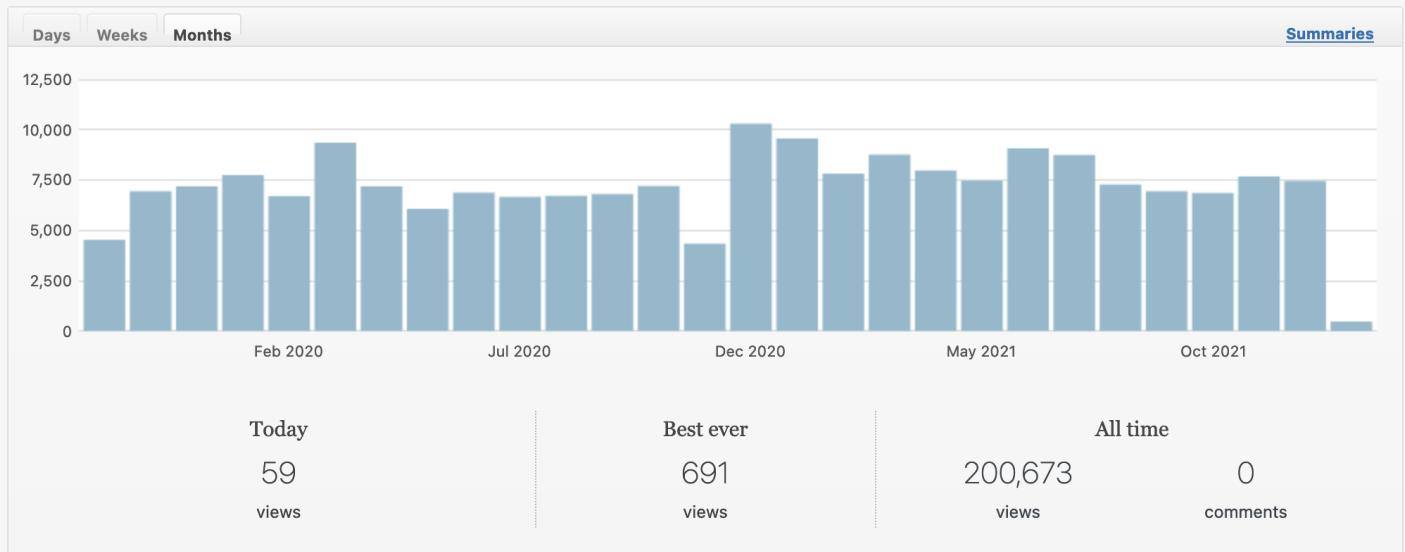 Days Weeks Months Summaries
12,500
10,000
7,500
5,000
2,500
0
Feb 2020 Jul 2020 Dec 2020 May 2021 Oct 2021
Today Best ever All time
59 691 200,673 0
views views views comments